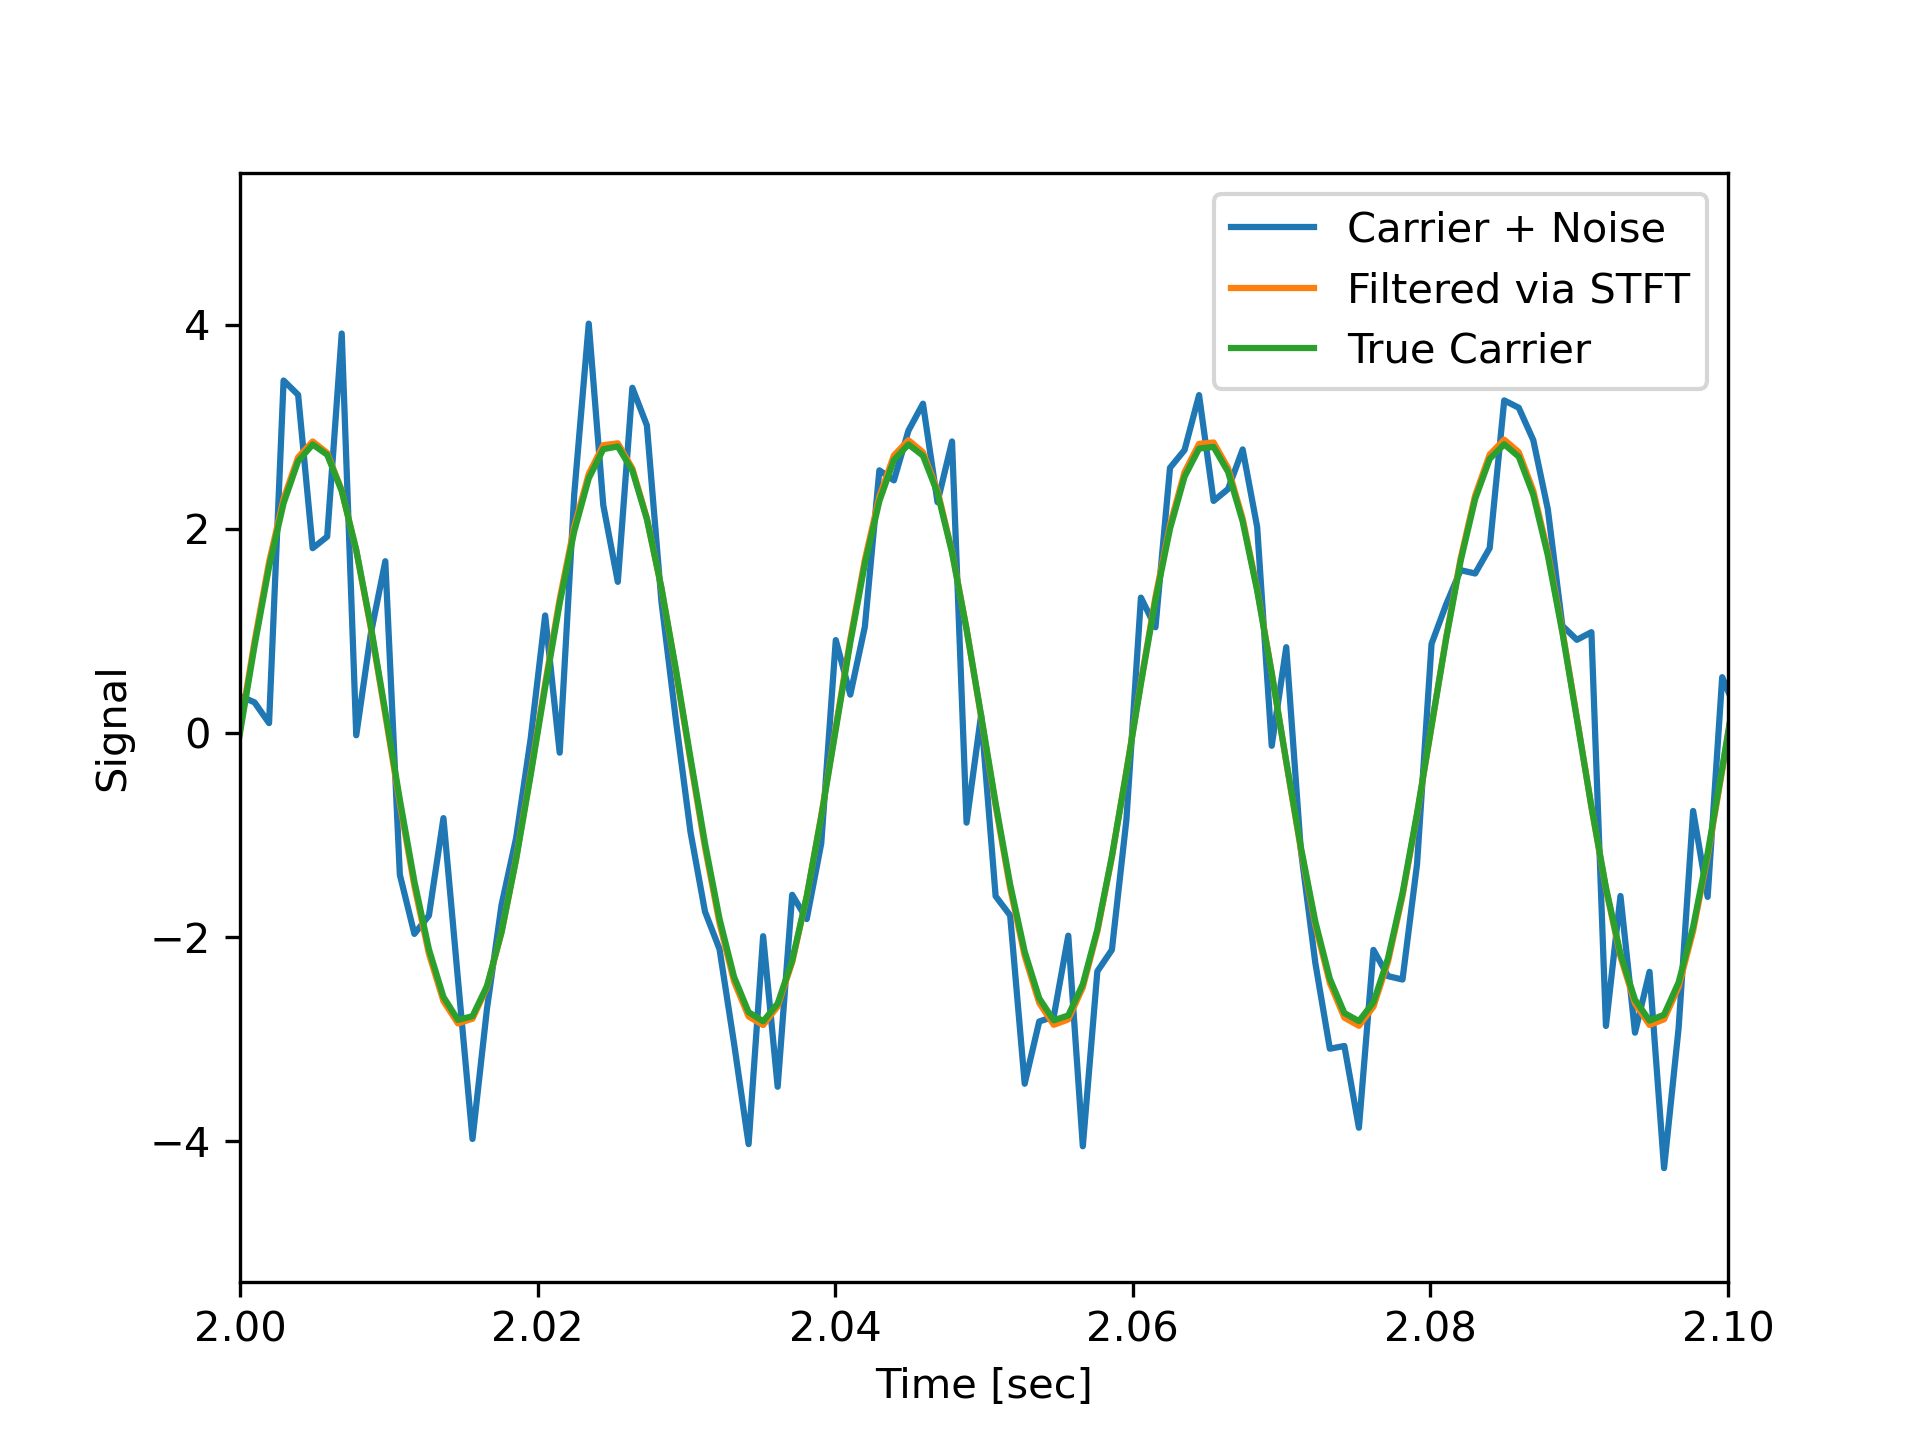 Carrier + Noise
Filtered via STFT
True Carrier
4
2
0
−2
−4
Signal
2.00 2.02 2.04 2.06 2.08 2.10
Time [sec]